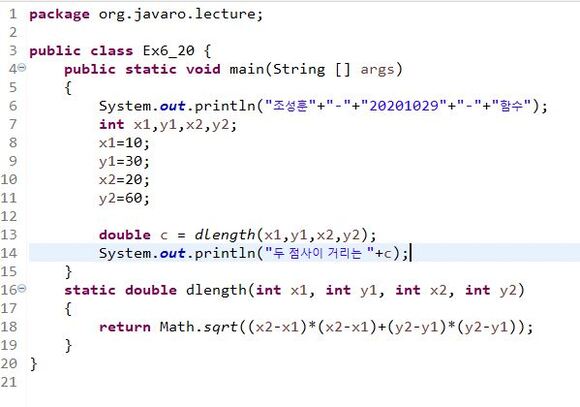 1 package org.javaro.lecture;
2
3 public class Ex6_20 {
4 public static void main(String [] args)
5 {
6 System.out.println("조성훈"+"-"+"20201029"+"-"+"함수");
7 int x1,y1,x2,y2;
8 x1=10;
9 y1=30;
10 x2=20;
11 y2=60;
12
13 double c = dlength(x1,y1,x2,y2);
14 System.out.println("두 점사이 거리는 "+c);
15 }
16 static double dlength(int x1, int y1, int x2, int y2)
17 {
18 return Math.sqrt((x2-x1)*(x2-x1)+(y2-y1)*(y2-y1));
19 }
20 }
21